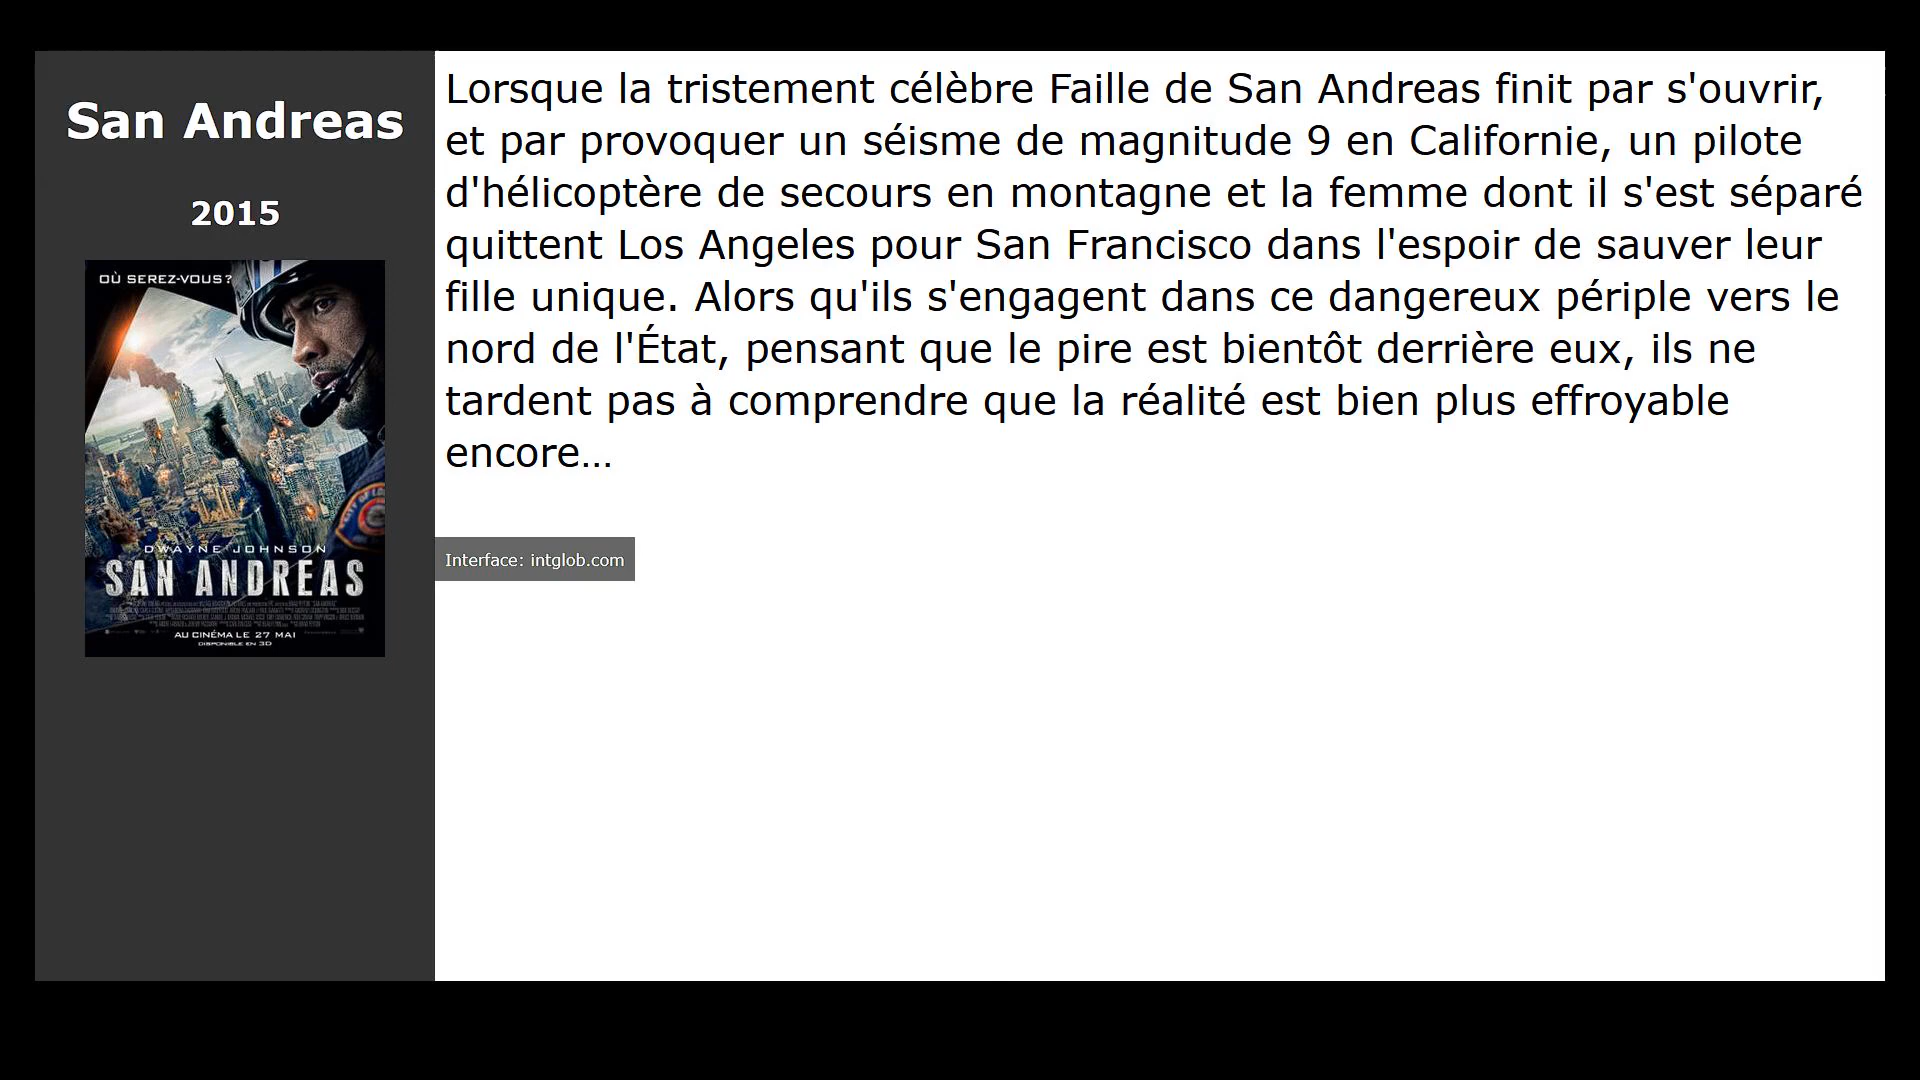 San Andreas
2015
OÙ SEREZ-VOUS?
DWAYNE JOHNSON
SAN ANDREAS
AU CINÉMA LE 27 MAI
DISPONIBLE EN 3D
Lorsque la tristement célèbre Faille de San Andreas finit par s'ouvrir,
et par provoquer un séisme de magnitude 9 en Californie, un pilote
d'hélicoptère de secours en montagne et la femme dont il s'est séparé
quittent Los Angeles pour San Francisco dans l'espoir de sauver leur
fille unique. Alors qu'ils s'engagent dans ce dangereux périple vers le
nord de l'État, pensant que le pire est bientôt derrière eux, ils ne
tardent pas à comprendre que la réalité est bien plus effroyable
encore…
Interface: intglob.com